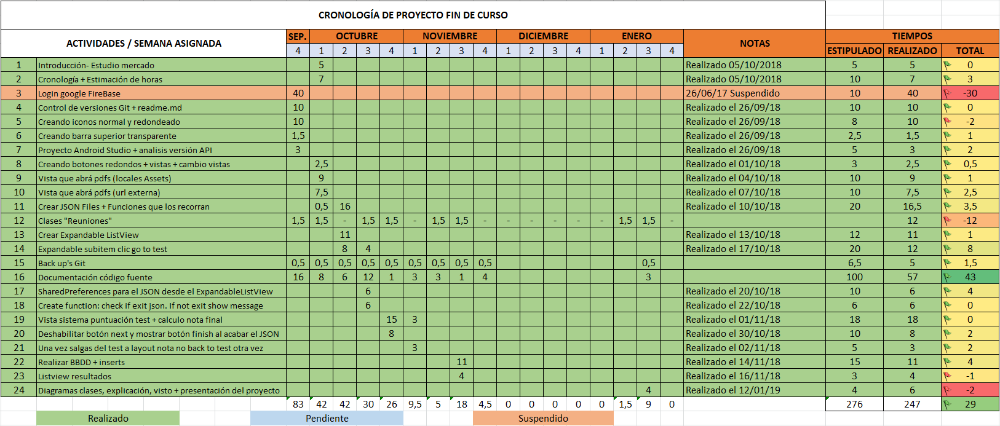 CRONOLOGÍA DE PROYECTO FIN DE CURSO
ACTIVIDADES / SEMANA ASIGNADA SEP. OCTUBRE NOVIEMBRE DICIEMBRE ENERO NOTAS TIEMPOS
4 1 2 3 4 1 2 3 4 1 2 3 4 1 2 3 4 ESTIPULADO REALIZADO TOTAL
1 Introducción- Estudio mercado 5 Realizado 05/10/2018 5 5 0
2 Cronología + Estimación de horas 7 Realizado 05/10/2018 10 7 3
3 Login google FireBase 40 26/06/17 Suspendido 10 40 -30
4 Control de versiones Git + readme.md 10 Realizado el 26/09/18 10 10 0
5 Creando iconos normal y redondeado 10 Realizado el 26/09/18 8 10 -2
6 Creando barra superior transparente 1,5 Realizado el 26/09/18 2,5 1,5 1
7 Proyecto Android Studio + analisis versión API 3 Realizado el 26/09/18 5 3 2
8 Creando botones redondos + vistas + cambio vistas 2,5 Realizado el 01/10/18 3 2,5 0,5
9 Vista que abrá pdfs (locales Assets) 9 Realizado el 04/10/18 10 9 1
10 Vista que abrá pdfs (url externa) 7,5 Realizado el 07/10/18 10 7,5 2,5
11 Crear JSON Files + Funciones que los recorran 0,5 16 Realizado el 10/10/18 20 16,5 3,5
12 Clases "Reuniones" 1,5 1,5 - 1,5 1,5 - 1,5 1,5 - - - - - - 1,5 1,5 - 12 -12
13 Crear Expandable ListView 11 Realizado el 13/10/18 12 11 1
14 Expandable subitem clic go to test 8 4 Realizado el 17/10/18 20 12 8
15 Back up's Git 0,5 0,5 0,5 0,5 0,5 0,5 0,5 0,5 0,5 0,5 6,5 5 1,5
16 Documentación código fuente 16 8 6 12 1 3 3 1 4 3 100 57 43
17 SharedPreferences para el JSON desde el ExpandableListView 6 Realizado el 20/10/18 10 6 4
18 Create function: check if exit json. If not exit show message 6 Realizado el 22/10/18 6 6 0
19 Vista sistema puntuación test + calculo nota final 15 3 Realizado el 01/11/18 18 18 0
20 Deshabilitar botón next y mostrar botón finish al acabar el JSON 8 Realizado el 30/10/18 10 8 2
21 Una vez salgas del test a layout nota no back to test otra vez 3 Realizado el 02/11/18 5 3 2
22 Realizar BBDD + inserts 11 Realizado el 14/11/18 15 11 4
23 Listview resultados 4 Realizado el 16/11/18 3 4 -1
24 Diagramas clases, explicación, visto + presentación del proyecto 4 Realizado el 12/01/19 4 6 -2
83 42 42 30 26 9,5 5 18 4,5 0 0 0 0 0 1,5 9 0 276 247 29
Realizado Pendiente Suspendido